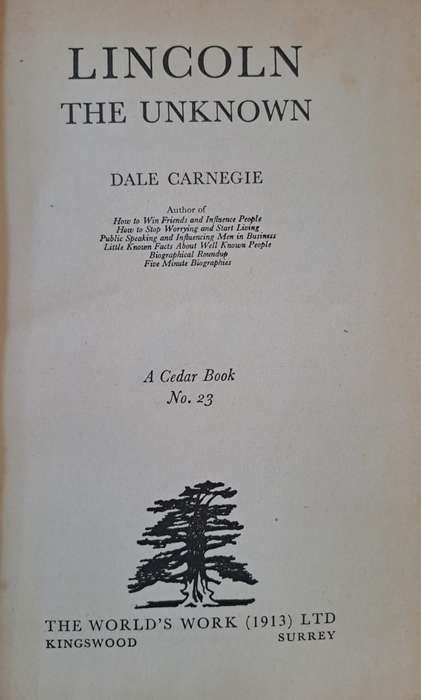 LINCOLN
THE UNKNOWN
DALE CARNEGIE
Author of
How to Win Friends and Influence People
How to Stop Worrying and Start Living
Public Speaking and Influencing Men in Business
Little Known Facts About Well Known People
Biographical Roundup
Five Minute Biographies
A Cedar Book
No. 23
THE WORLD'S WORK (1913) LTD
KINGSWOOD SURREY